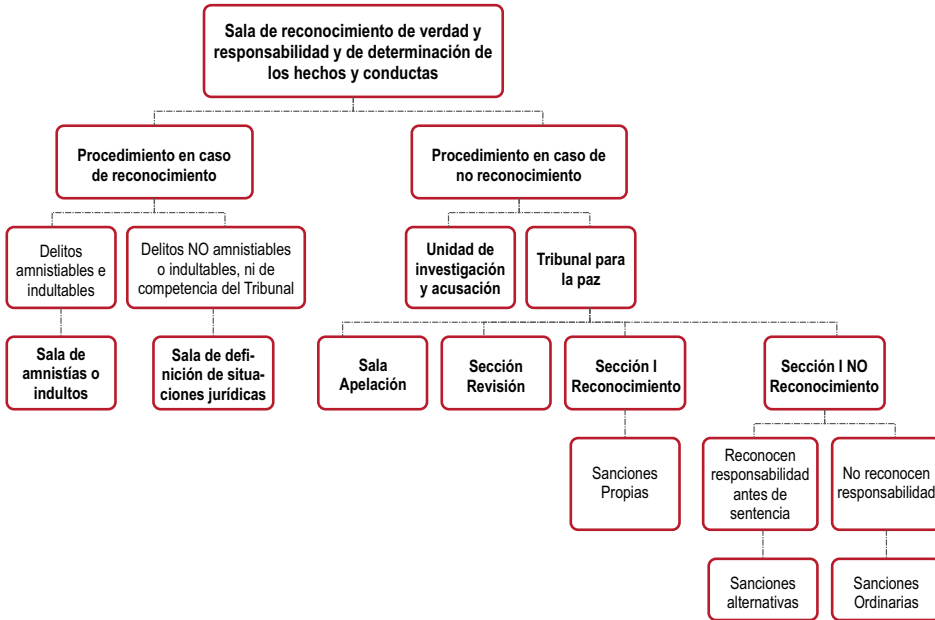 Sala de reconocimiento de verdad y
responsabilidad y de determinación de
los hechos y conductas
Procedimiento en caso
de reconocimiento
Procedimiento en caso de
no reconocimiento
Delitos
amnistiables e
indultables
Delitos NO amnistiables
o indultables, ni de
competencia del Tribunal
Unidad de
investigación
y acusación
Tribunal para
la paz
Sala de
amnistías o
indultos
Sala de defi-
nición de situa-
ciones jurídicas
Sala
Apelación
Sección
Revisión
Sección I
Reconocimiento
Sección I NO
Reconocimiento
Sanciones
Propias
Reconocen
responsabilidad
antes de
sentencia
No reconocen
responsabilidad
Sanciones
alternativas
Sanciones
Ordinarias